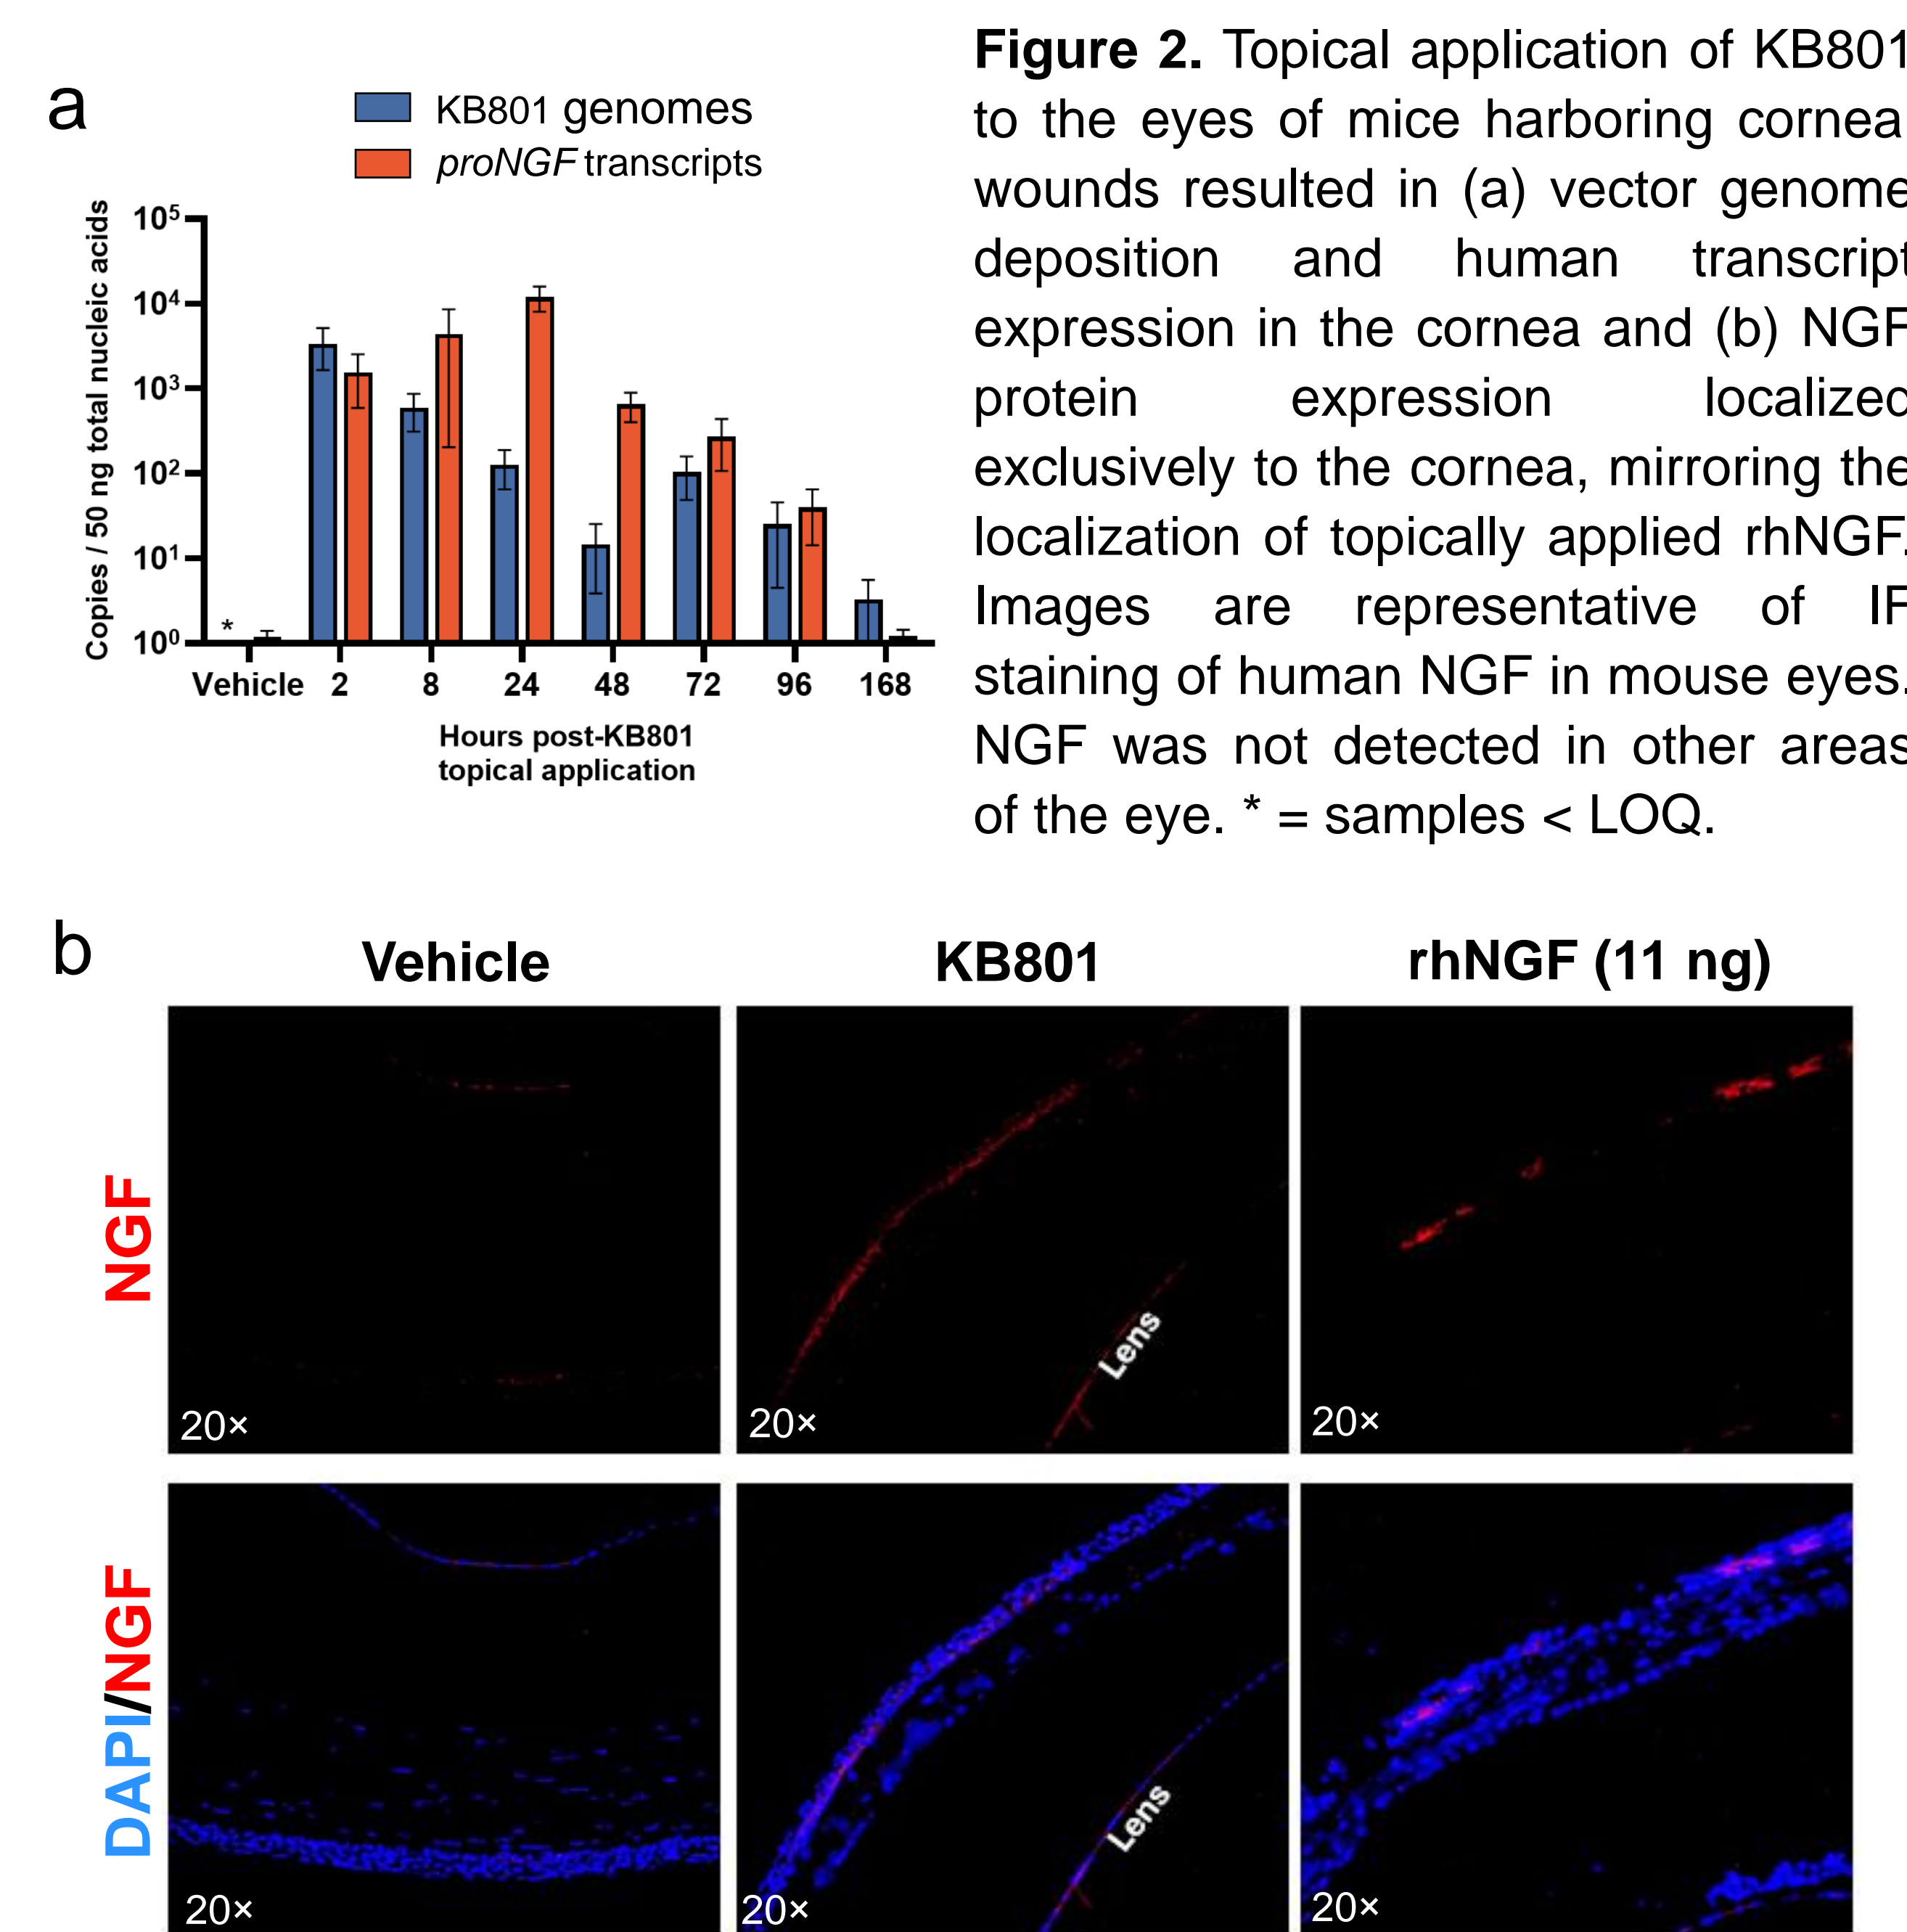 a
KB801 genomes
proNGF transcripts
Copies / 50 ng total nucleic acids
10⁵
10⁴
10³
10²
10¹
10⁰
*
Vehicle 2 8 24 48 72 96 168
Hours post-KB801
topical application
Figure 2. Topical application of KB801
to the eyes of mice harboring cornea
wounds resulted in (a) vector genome
deposition and human transcript
expression in the cornea and (b) NGF
protein expression localized
exclusively to the cornea, mirroring the
localization of topically applied rhNGF.
Images are representative of IF
staining of human NGF in mouse eyes.
NGF was not detected in other areas
of the eye. * = samples < LOQ.
b
Vehicle KB801 rhNGF (11 ng)
NGF
Lens
20× 20× 20×
DAPI/NGF
Lens
20× 20× 20×